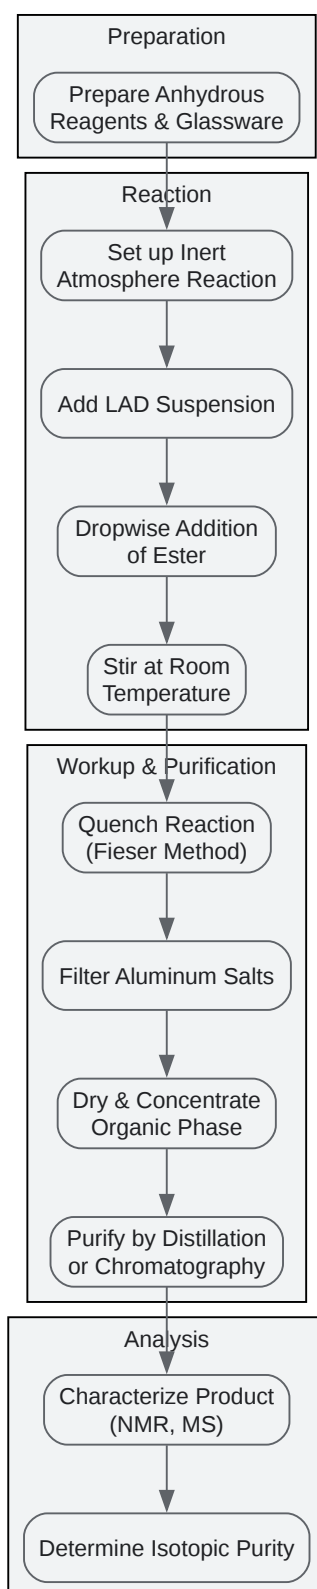 Preparation
Prepare Anhydrous
Reagents & Glassware
Reaction
Set up Inert
Atmosphere Reaction
Add LAD Suspension
Dropwise Addition
of Ester
Stir at Room
Temperature
Workup & Purification
Quench Reaction
(Fieser Method)
Filter Aluminum Salts
Dry & Concentrate
Organic Phase
Purify by Distillation
or Chromatography
Analysis
Characterize Product
(NMR, MS)
Determine Isotopic Purity